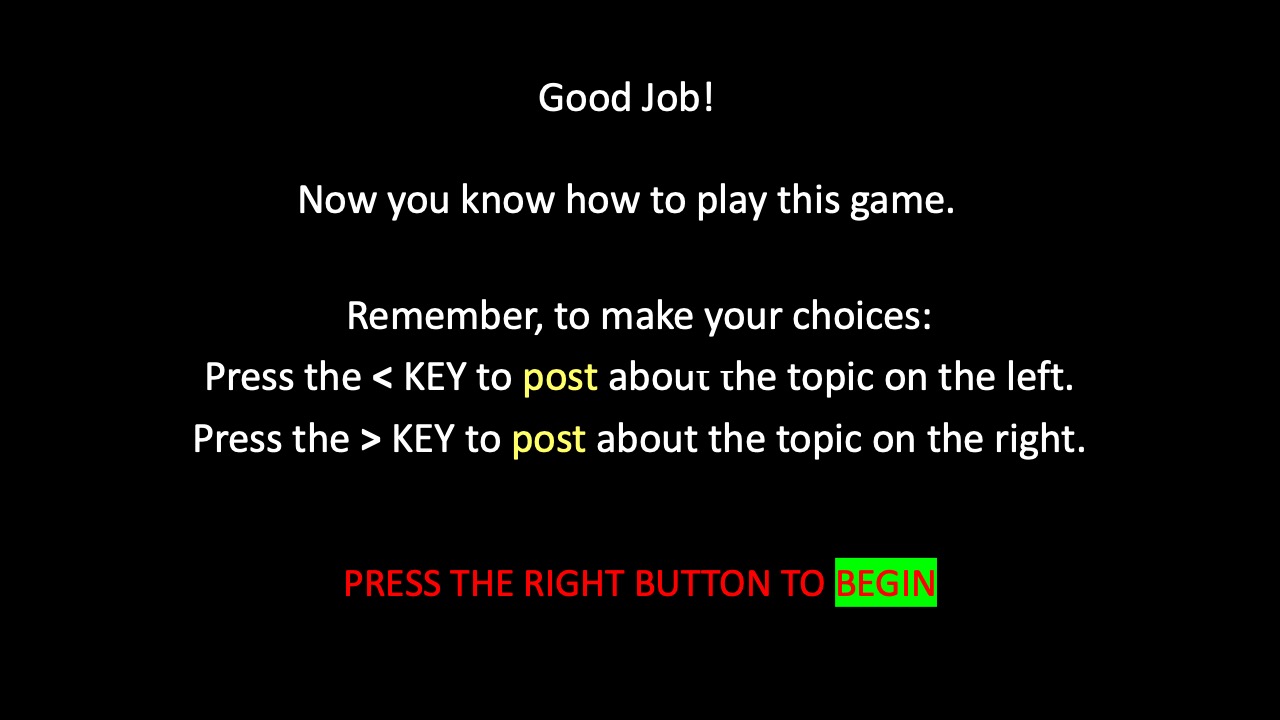 Good Job!
Now you know how to play this game.
Remember, to make your choices:
Press the < KEY to post abouτ τhe topic on the left.
Press the > KEY to post about the topic on the right.
PRESS THE RIGHT BUTTON TO BEGIN